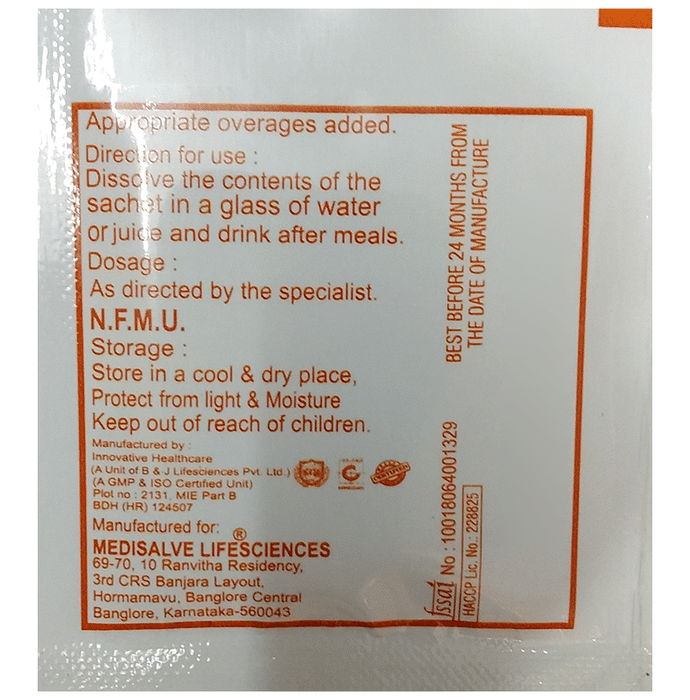 Appropriate overages added.
Direction for use :
Dissolve the contents of the
sachet in a glass of water
or juice and drink after meals.
Dosage :
As directed by the specialist.
N.F.M.U.
Storage :
Store in a cool & dry place,
Protect from light & Moisture
Keep out of reach of children.
Manufactured by :
Innovative Healthcare
(A Unit of B & J Lifesciences Pvt. Ltd.)
(A GMP & ISO Certified Unit)
Plot no : 2131, MIE Part B
BDH (HR) 124507
Manufactured for:
MEDISALVE LIFESCIENCES®
69-70, 10 Ranvitha Residency,
3rd CRS Banjara Layout,
Hormamavu, Banglore Central
Banglore, Karnataka-560043
BEST BEFORE 24 MONTHS FROM
THE DATE OF MANUFACTURE
fssai No : 10018064001329
HACCP Lic. No.: 228825